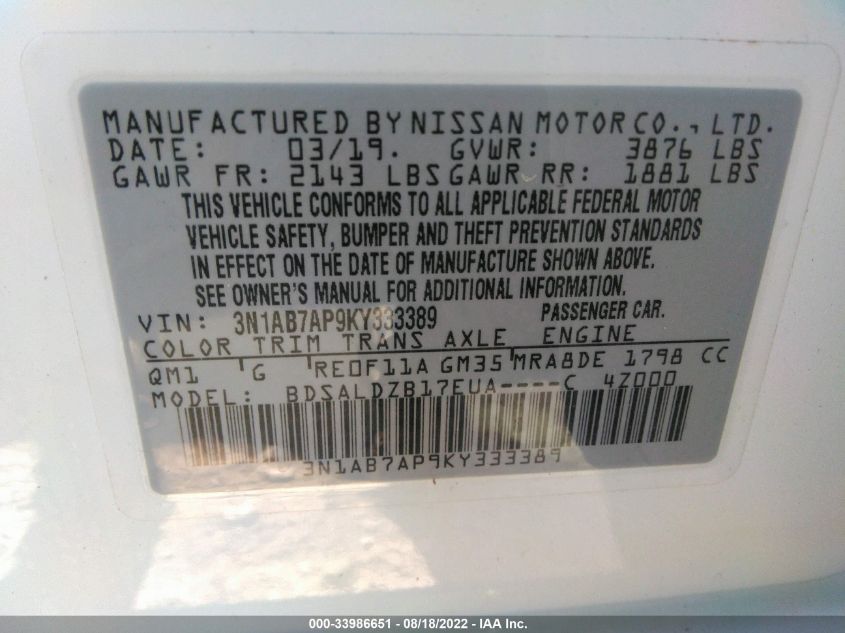 MANUFACTURED BY NISSAN MOTOR CO., LTD.
DATE: 03/19. GVWR: 3876 LBS
GAWR FR: 2143 LBS GAWR RR: 1881 LBS
THIS VEHICLE CONFORMS TO ALL APPLICABLE FEDERAL MOTOR
VEHICLE SAFETY, BUMPER AND THEFT PREVENTION STANDARDS
IN EFFECT ON THE DATE OF MANUFACTURE SHOWN ABOVE.
SEE OWNER'S MANUAL FOR ADDITIONAL INFORMATION.
VIN: 3N1AB7AP9KY333389 PASSENGER CAR.
COLOR TRIM TRANS AXLE ENGINE
QM1 G RE0F11A GM35 MRA8DE 1798 CC
MODEL: BDSALDZB17EUA----C 4Z000
3N1AB7AP9KY333389
000-33986651 - 08/18/2022 - IAA Inc.